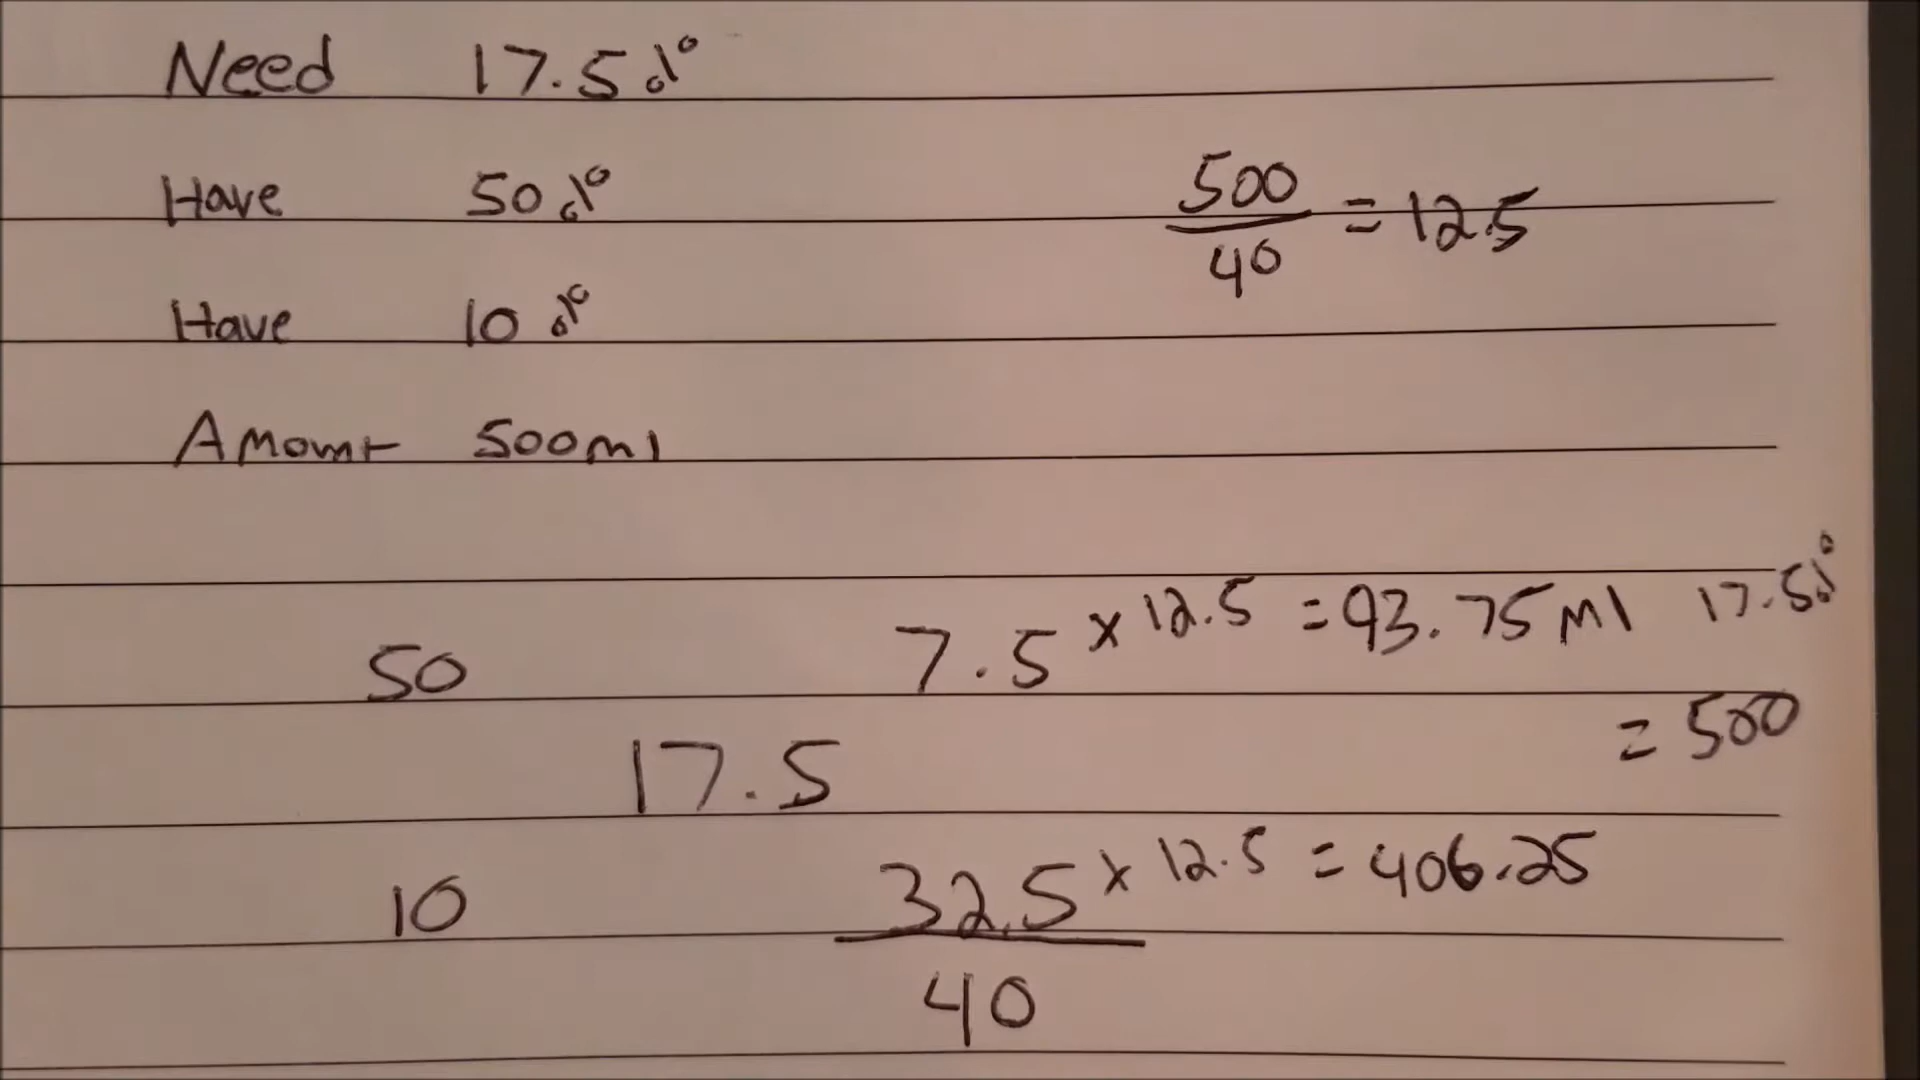 Need 17.5%
Have 50%
500
40
= 12.5
Have 10%
Amount 500ml
50
7.5 x 12.5 = 93.75 ml 17.5%
= 500
17.5
10
32.5 x 12.5 = 406.25
40